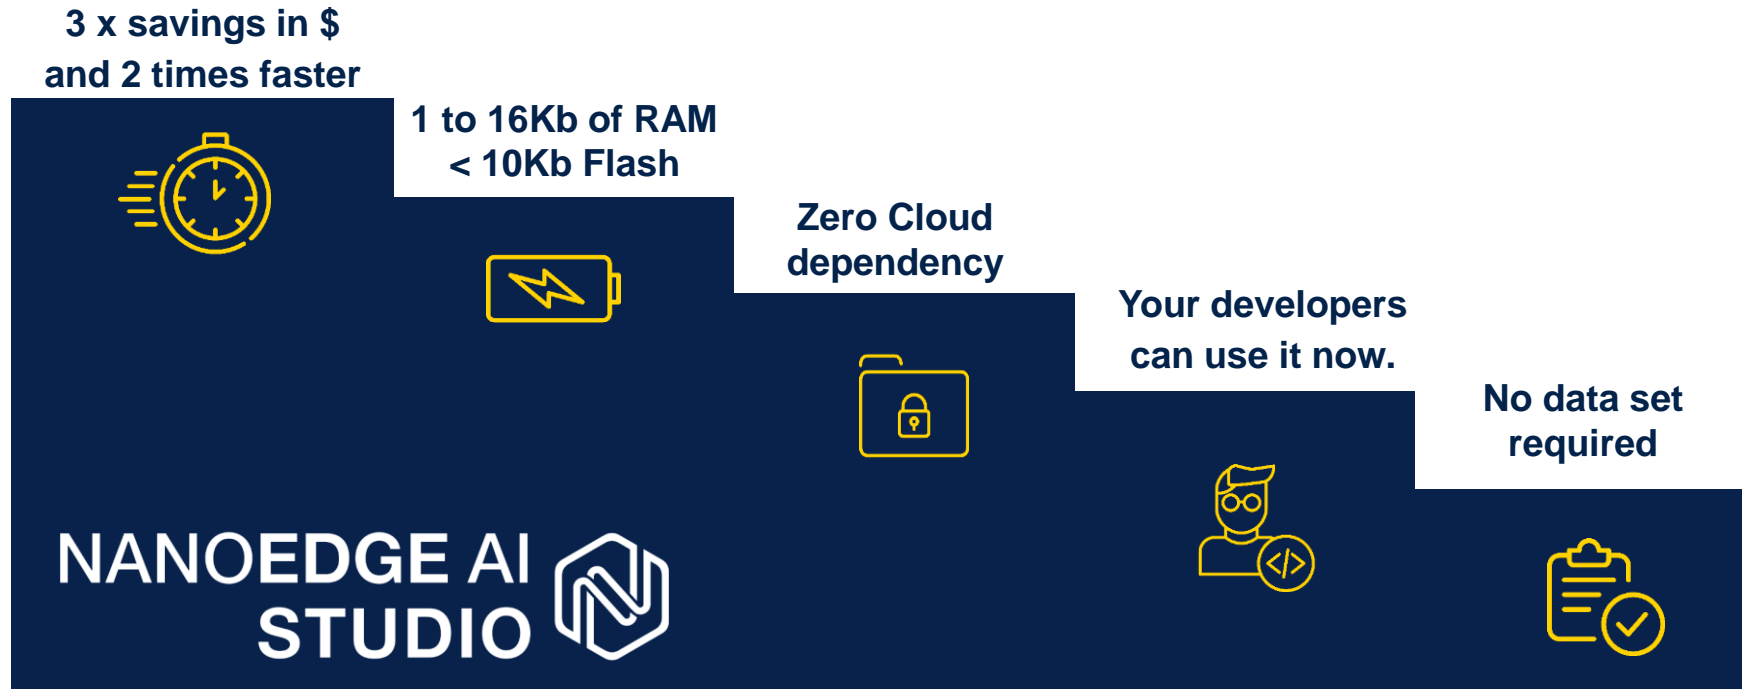 3 x savings in $
and 2 times faster
1 to 16Kb of RAM
< 10Kb Flash
Zero Cloud
dependency
Your developers
can use it now.
No data set
required
NANOEDGE AI
STUDIO